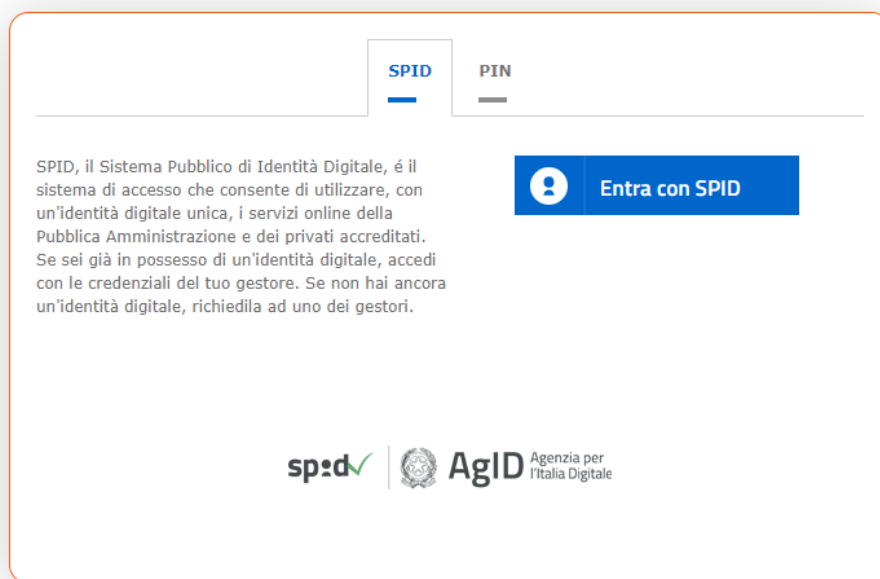 SPID
PIN
SPID, il Sistema Pubblico di Identità Digitale, é il
sistema di accesso che consente di utilizzare, con
un'identità digitale unica, i servizi online della
Pubblica Amministrazione e dei privati accreditati.
Se sei già in possesso di un'identità digitale, accedi
con le credenziali del tuo gestore. Se non hai ancora
un'identità digitale, richiedila ad uno dei gestori.
Entra con SPID
spid
AgID
Agenzia per
l'Italia Digitale